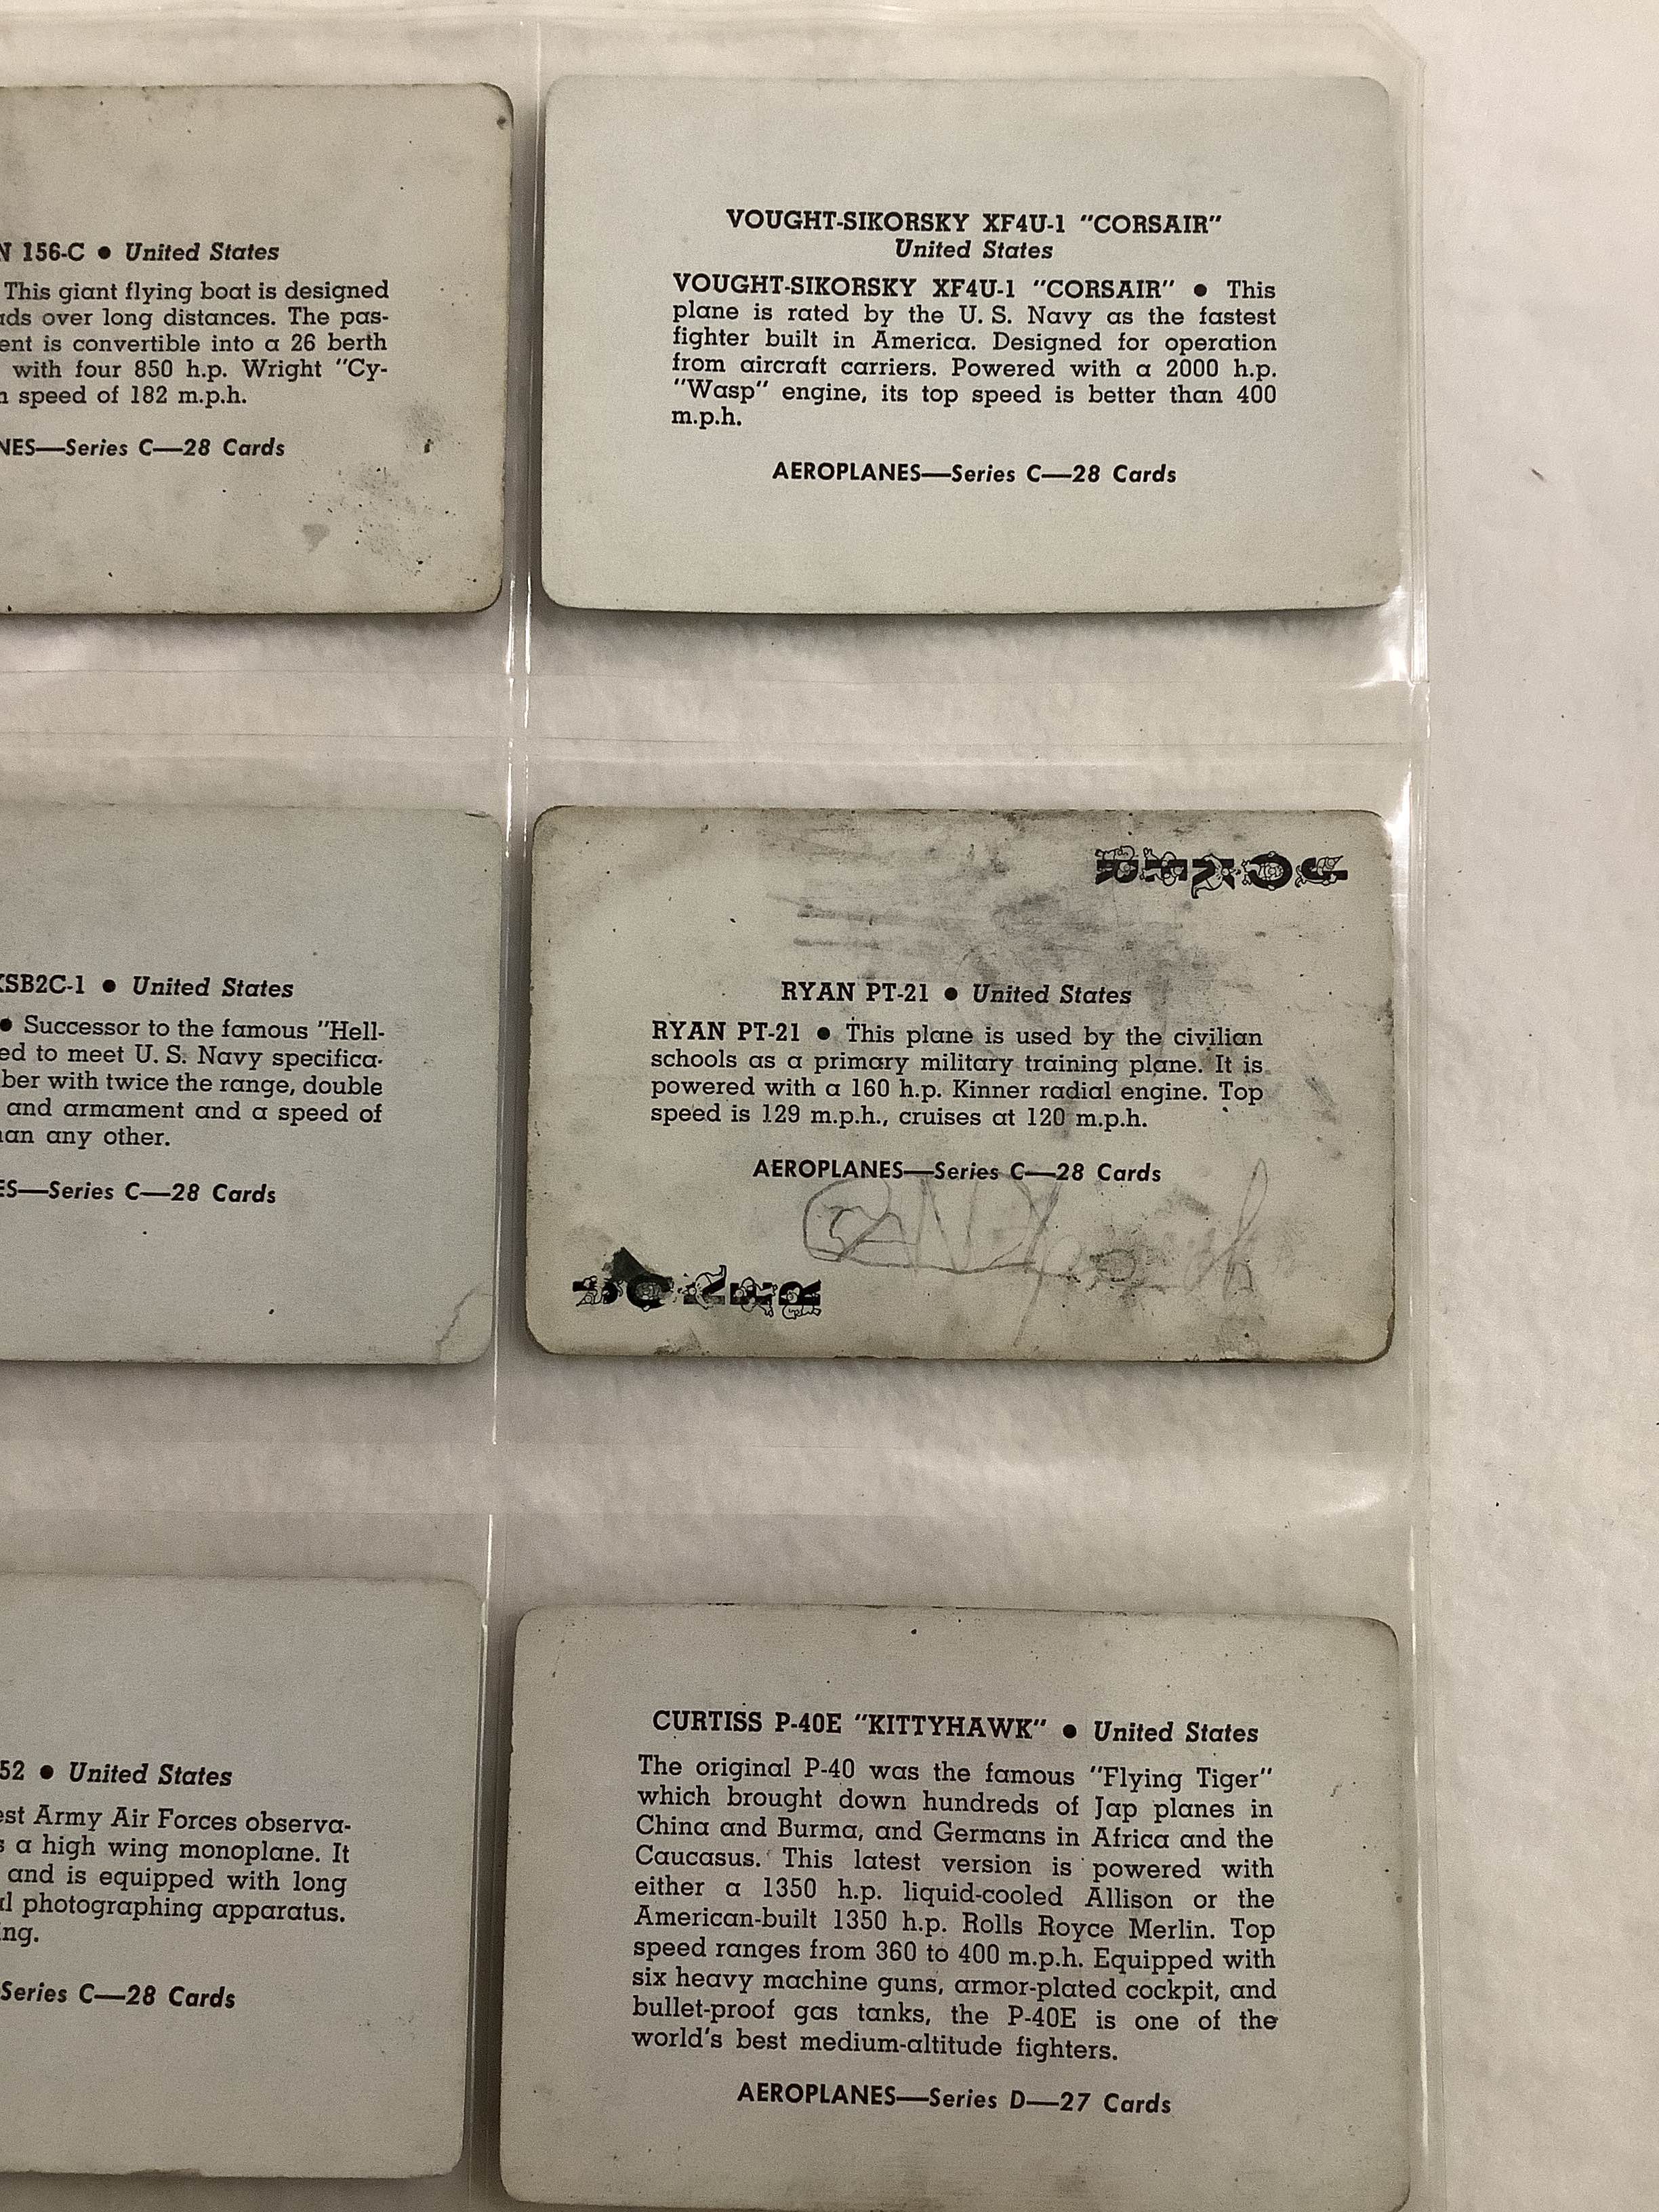 N 156-C ● United States
This giant flying boat is designed
ads over long distances. The pas-
ent is convertible into a 26 berth
with four 850 h.p. Wright "Cy-
n speed of 182 m.p.h.
NES—Series C—28 Cards
VOUGHT-SIKORSKY XF4U-1 "CORSAIR"
United States
VOUGHT-SIKORSKY XF4U-1 "CORSAIR" ● This
plane is rated by the U. S. Navy as the fastest
fighter built in America. Designed for operation
from aircraft carriers. Powered with a 2000 h.p.
"Wasp" engine, its top speed is better than 400
m.p.h.
AEROPLANES—Series C—28 Cards
XSB2C-1 ● United States
● Successor to the famous "Hell-
ed to meet U. S. Navy specifica-
ber with twice the range, double
and armament and a speed of
han any other.
ES—Series C—28 Cards
JOKER
RYAN PT-21 ● United States
RYAN PT-21 ● This plane is used by the civilian
schools as a primary military training plane. It is
powered with a 160 h.p. Kinner radial engine. Top
speed is 129 m.p.h., cruises at 120 m.p.h.
AEROPLANES—Series C—28 Cards
JOKER
52 ● United States
est Army Air Forces observa-
s a high wing monoplane. It
and is equipped with long
al photographing apparatus.
ing.
Series C—28 Cards
CURTISS P-40E "KITTYHAWK" ● United States
The original P-40 was the famous "Flying Tiger"
which brought down hundreds of Jap planes in
China and Burma, and Germans in Africa and the
Caucasus. This latest version is powered with
either a 1350 h.p. liquid-cooled Allison or the
American-built 1350 h.p. Rolls Royce Merlin. Top
speed ranges from 360 to 400 m.p.h. Equipped with
six heavy machine guns, armor-plated cockpit, and
bullet-proof gas tanks, the P-40E is one of the
world's best medium-altitude fighters.
AEROPLANES—Series D—27 Cards